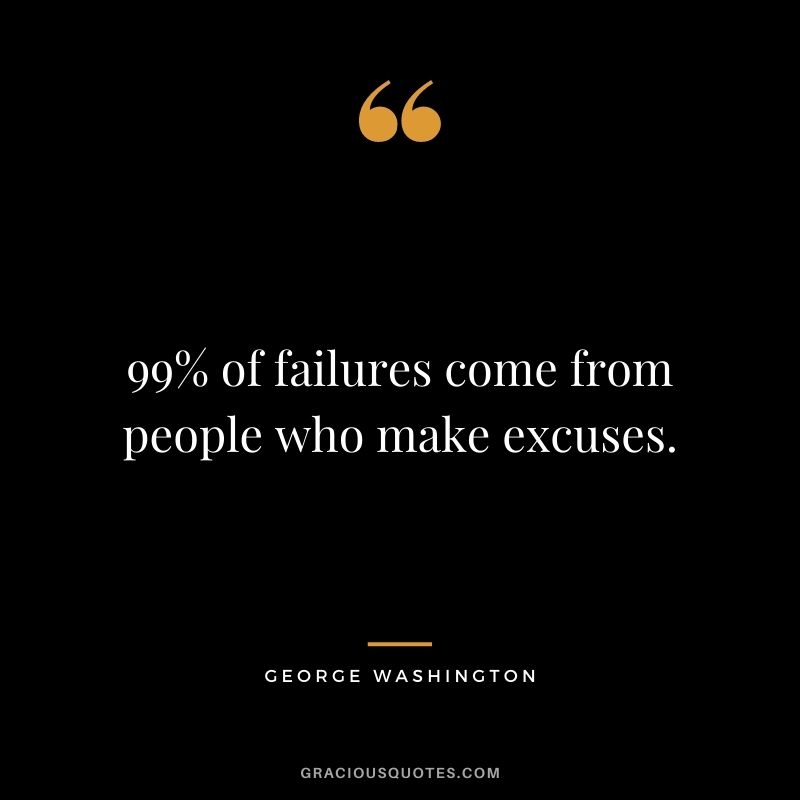 “
99% of failures come from
people who make excuses.
GEORGE WASHINGTON
GRACIOUSQUOTES.COM